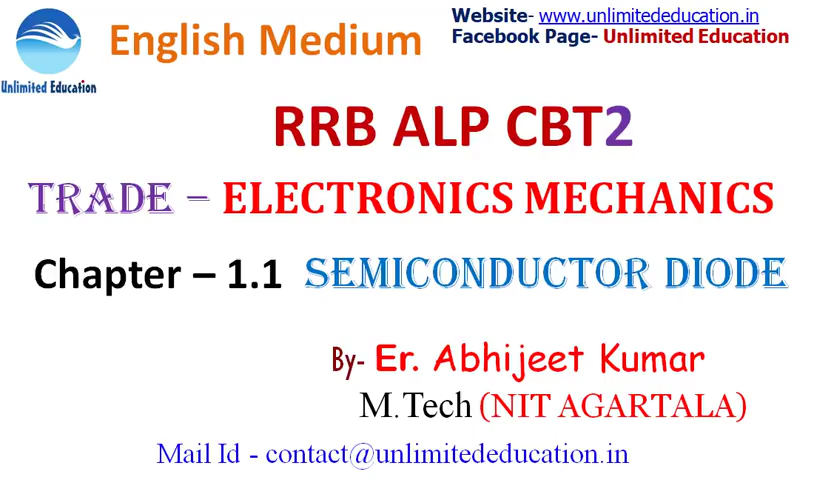 Website- www.unlimitededucation.in
Facebook Page- Unlimited Education
English Medium
Unlimited Education
RRB ALP CBT2
TRADE – ELECTRONICS MECHANICS
Chapter – 1.1 SEMICONDUCTOR DIODE
By- Er. Abhijeet Kumar
M.Tech (NIT AGARTALA)
Mail Id - contact@unlimitededucation.in